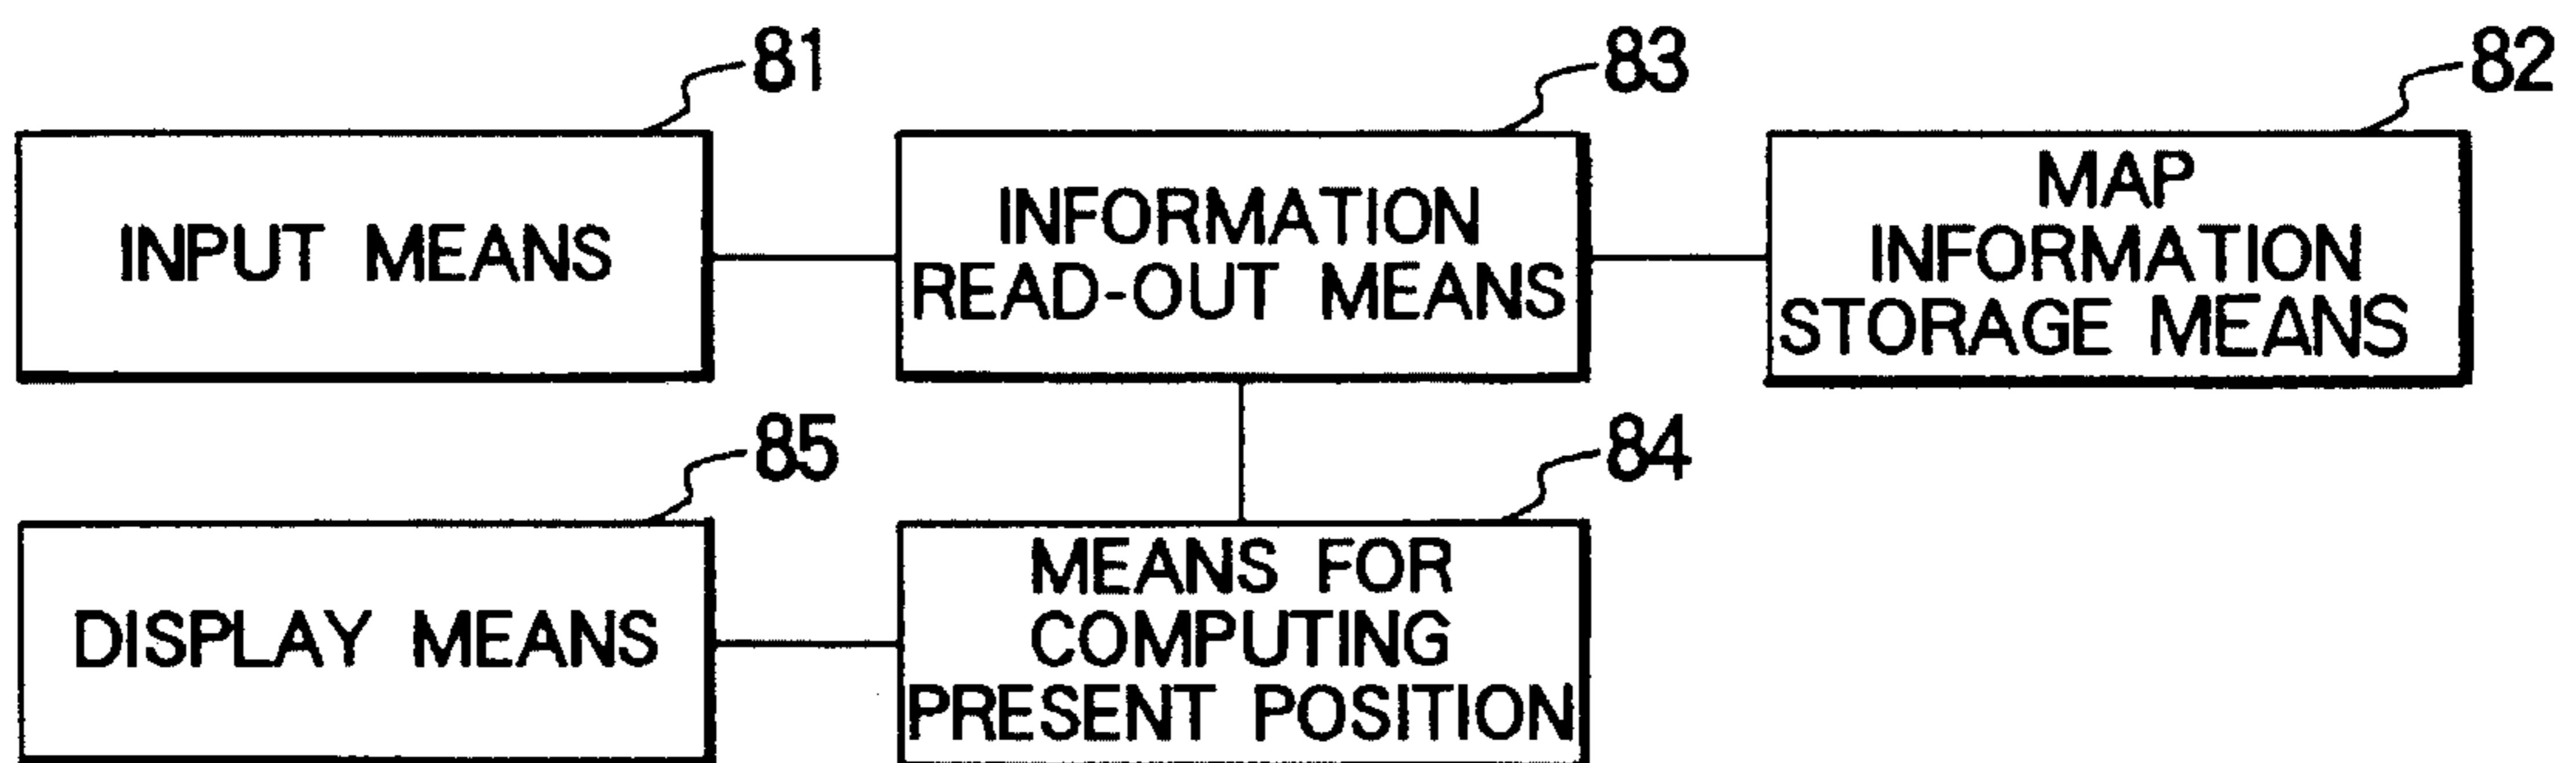 81
83
82
INPUT MEANS
INFORMATION
READ-OUT MEANS
MAP
INFORMATION
STORAGE MEANS
85
84
DISPLAY MEANS
MEANS FOR
COMPUTING
PRESENT POSITION